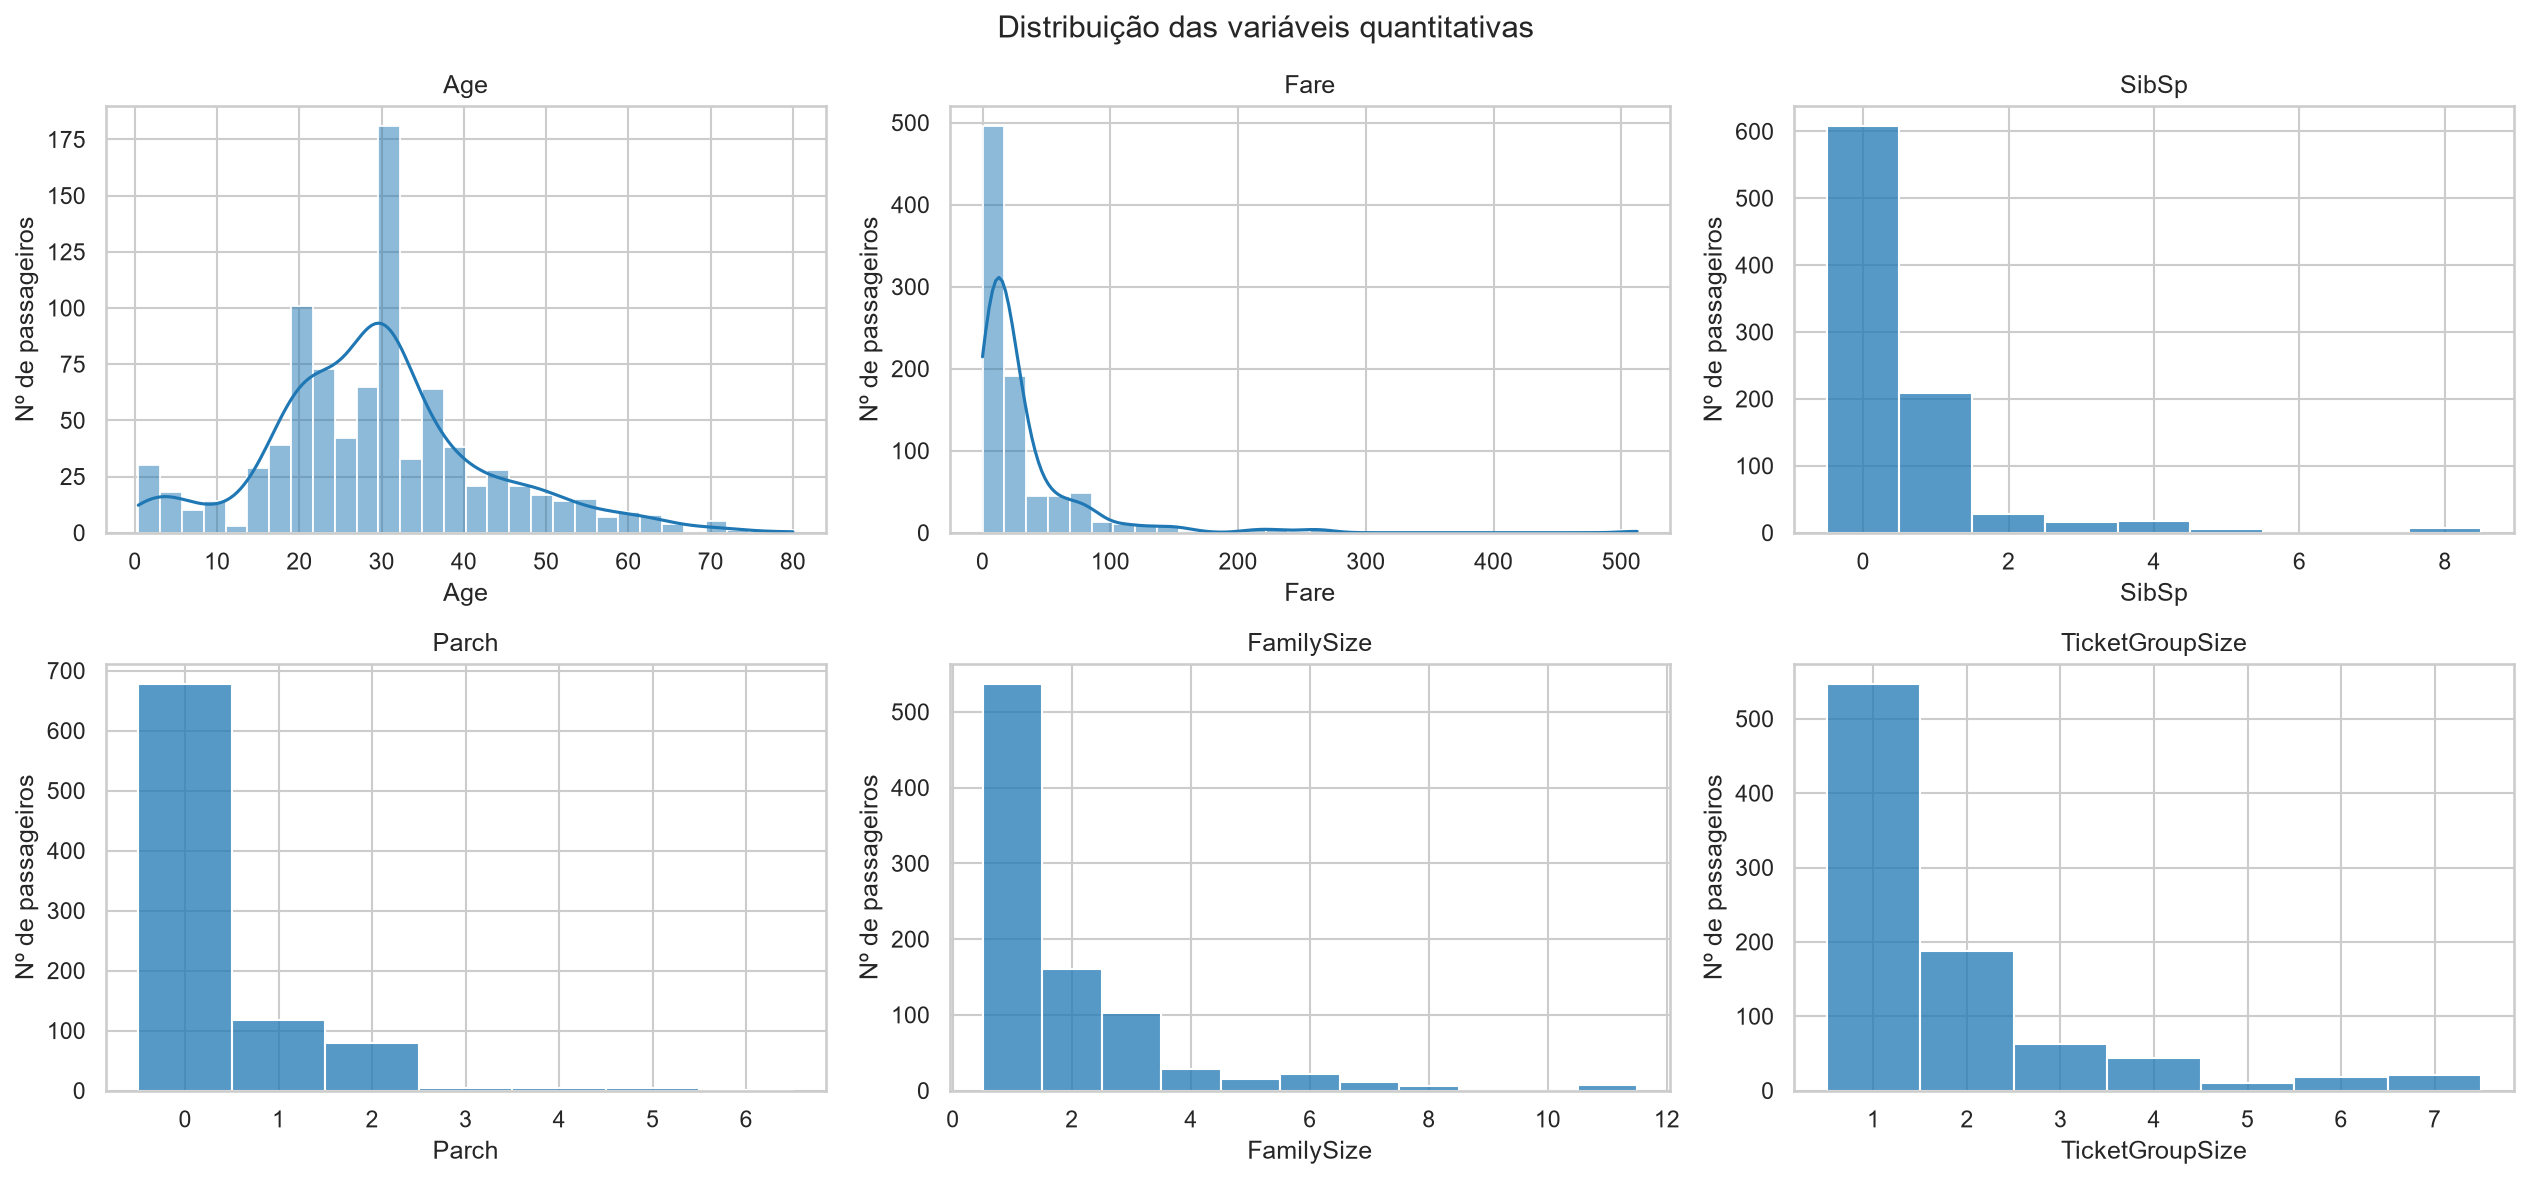 Distribuição das variáveis quantitativas
Age
Nº de passageiros
175
150
125
100
75
50
25
0
0 10 20 30 40 50 60 70 80
Age
Fare
Nº de passageiros
500
400
300
200
100
0
0 100 200 300 400 500
Fare
SibSp
Nº de passageiros
600
500
400
300
200
100
0
0 2 4 6 8
SibSp
Parch
Nº de passageiros
700
600
500
400
300
200
100
0
0 1 2 3 4 5 6
Parch
FamilySize
Nº de passageiros
500
400
300
200
100
0
0 2 4 6 8 10 12
FamilySize
TicketGroupSize
Nº de passageiros
500
400
300
200
100
0
1 2 3 4 5 6 7
TicketGroupSize